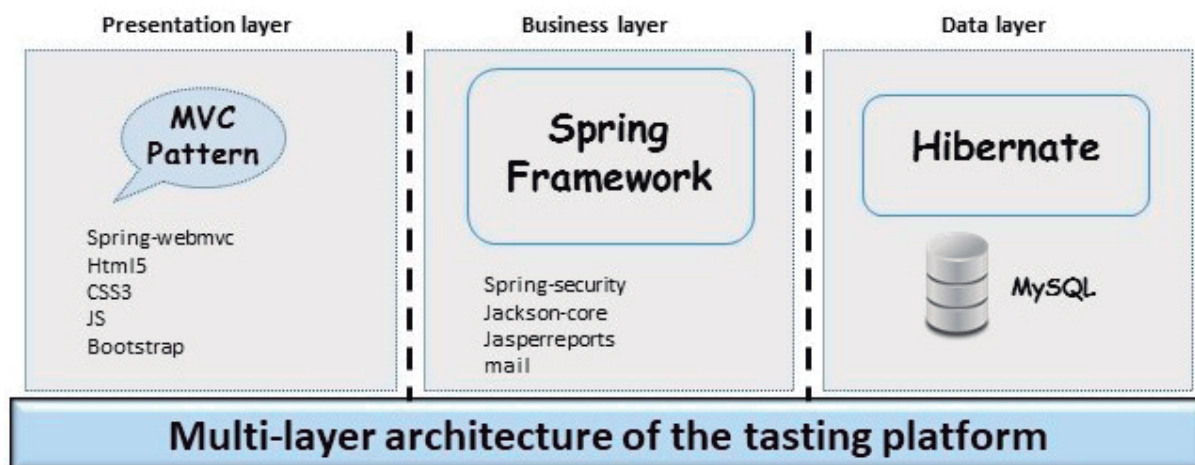 Presentation layer
Business layer
Data layer
MVC
Pattern
Spring-webmvc
Html5
CSS3
JS
Bootstrap
Spring
Framework
Spring-security
Jackson-core
Jasperreports
mail
Hibernate
MySQL
Multi-layer architecture of the tasting platform